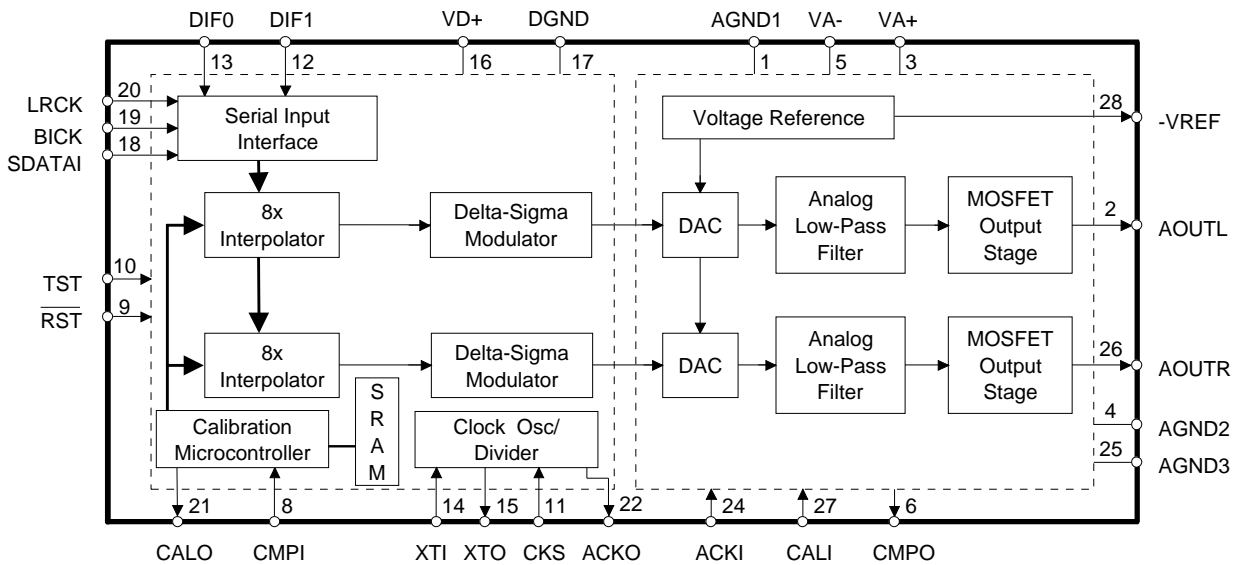 DIF0 DIF1 VD+ DGND AGND1 VA- VA+
13 12 16 17 1 5 3
LRCK 20
BICK 19
SDATAI 18
Serial Input
Interface
Voltage Reference
28 -VREF
8x
Interpolator
Delta-Sigma
Modulator
DAC
Analog
Low-Pass
Filter
MOSFET
Output
Stage
2 AOUTL
TST 10
RST 9
8x
Interpolator
Delta-Sigma
Modulator
DAC
Analog
Low-Pass
Filter
MOSFET
Output
Stage
26 AOUTR
Calibration
Microcontroller
S
R
A
M
Clock Osc/
Divider
4 AGND2
25 AGND3
21 8 14 15 11 22 24 27 6
CALO CMPI XTI XTO CKS ACKO ACKI CALI CMPO